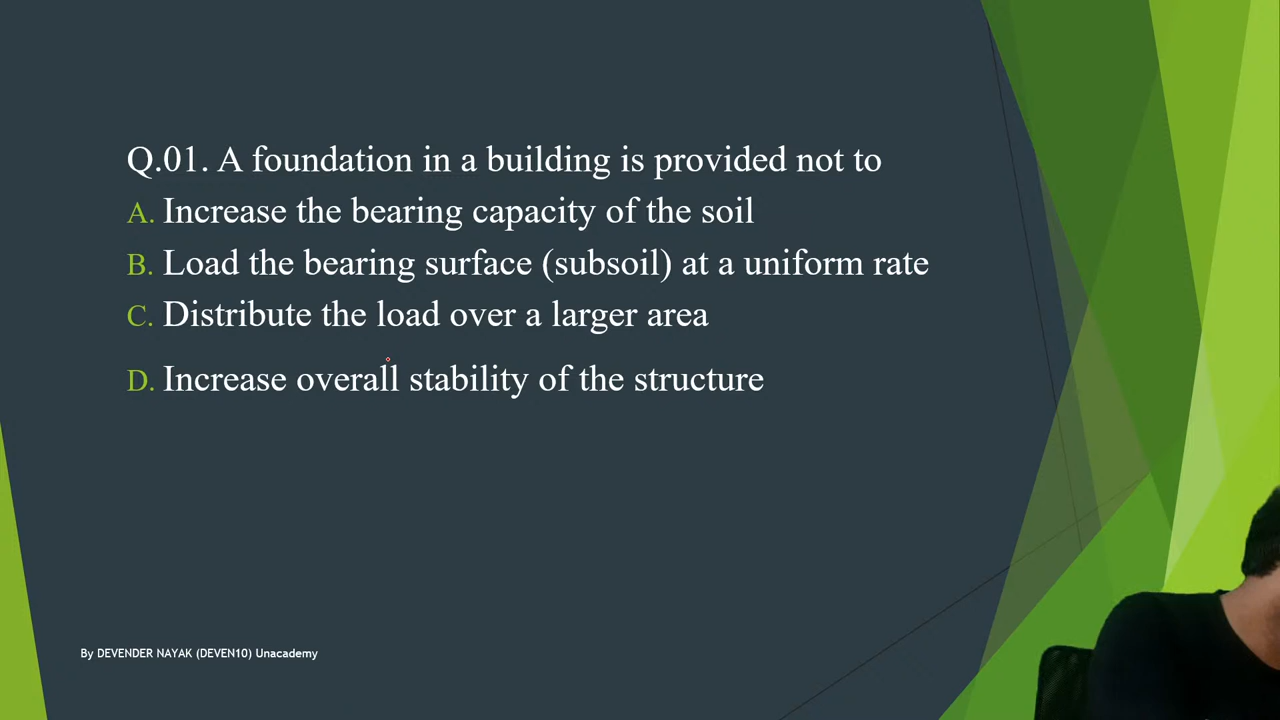 Q.01. A foundation in a building is provided not to
A. Increase the bearing capacity of the soil
B. Load the bearing surface (subsoil) at a uniform rate
C. Distribute the load over a larger area
D. Increase overall stability of the structure
By DEVENDER NAYAK (DEVEN10) Unacademy